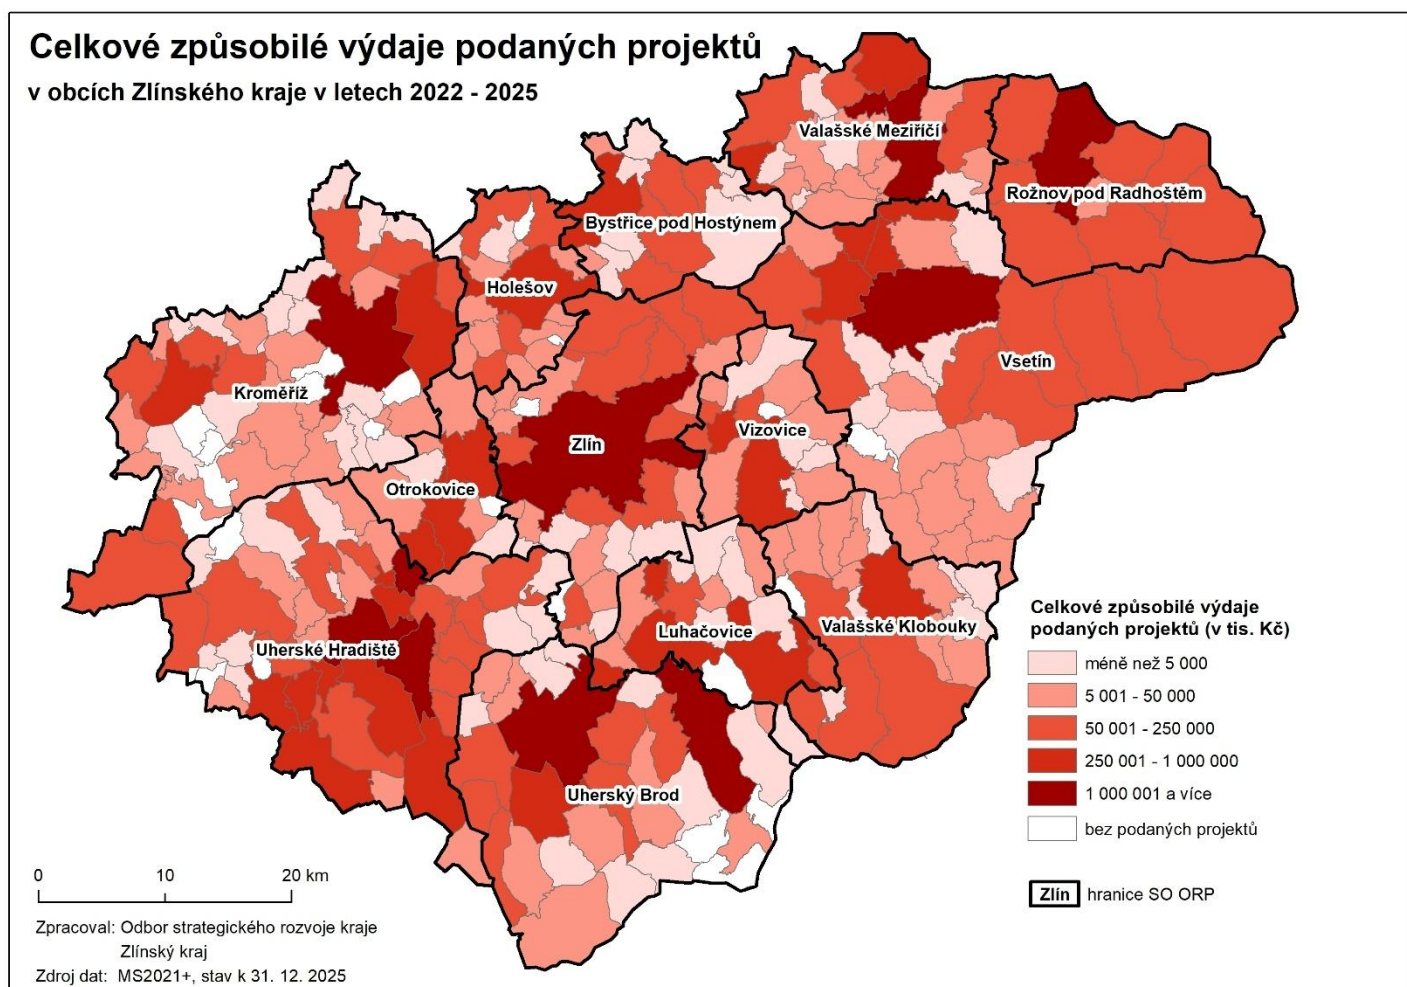 Celkové způsobilé výdaje podaných projektů
v obcích Zlínského kraje v letech 2022 - 2025
Valašské Meziříčí
Rožnov pod Radhoštěm
Bystřice pod Hostýnem
Holešov
Vsetín
Kroměříž
Vizovice
Zlín
Otrokovice
Luhačovice
Valašské Klobouky
Uherské Hradiště
Uherský Brod
Celkové způsobilé výdaje
podaných projektů (v tis. Kč)
méně než 5 000
5 001 - 50 000
50 001 - 250 000
250 001 - 1 000 000
1 000 001 a více
bez podaných projektů
Zlín hranice SO ORP
0 10 20 km
Zpracoval: Odbor strategického rozvoje kraje
Zlínský kraj
Zdroj dat: MS2021+, stav k 31. 12. 2025